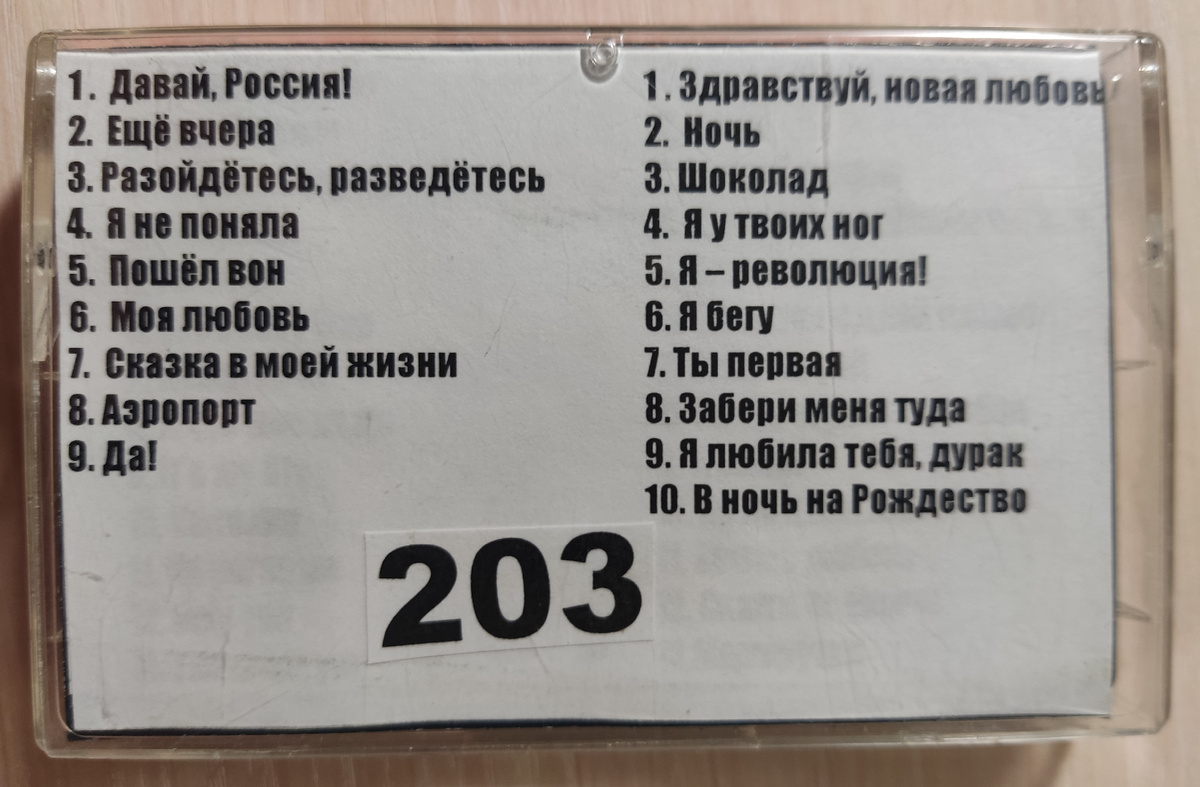 1. Давай, Россия!
2. Ещё вчера
3. Разойдётесь, разведётесь
4. Я не поняла
5. Пошёл вон
6. Моя любовь
7. Сказка в моей жизни
8. Аэропорт
9. Да!
1. Здравствуй, новая любовь
2. Ночь
3. Шоколад
4. Я у твоих ног
5. Я – революция!
6. Я бегу
7. Ты первая
8. Забери меня туда
9. Я любила тебя, дурак
10. В ночь на Рождество
203